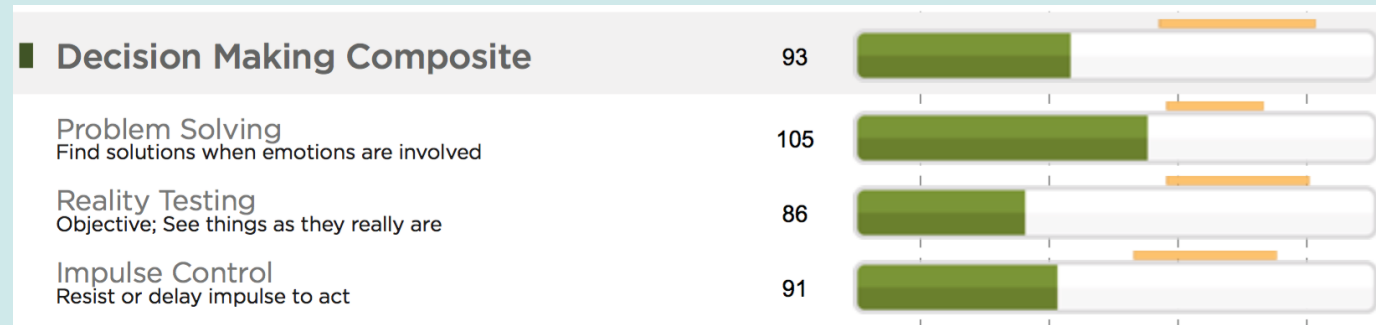 Decision Making Composite 93
Problem Solving
Find solutions when emotions are involved
105
Reality Testing
Objective; See things as they really are
86
Impulse Control
Resist or delay impulse to act
91